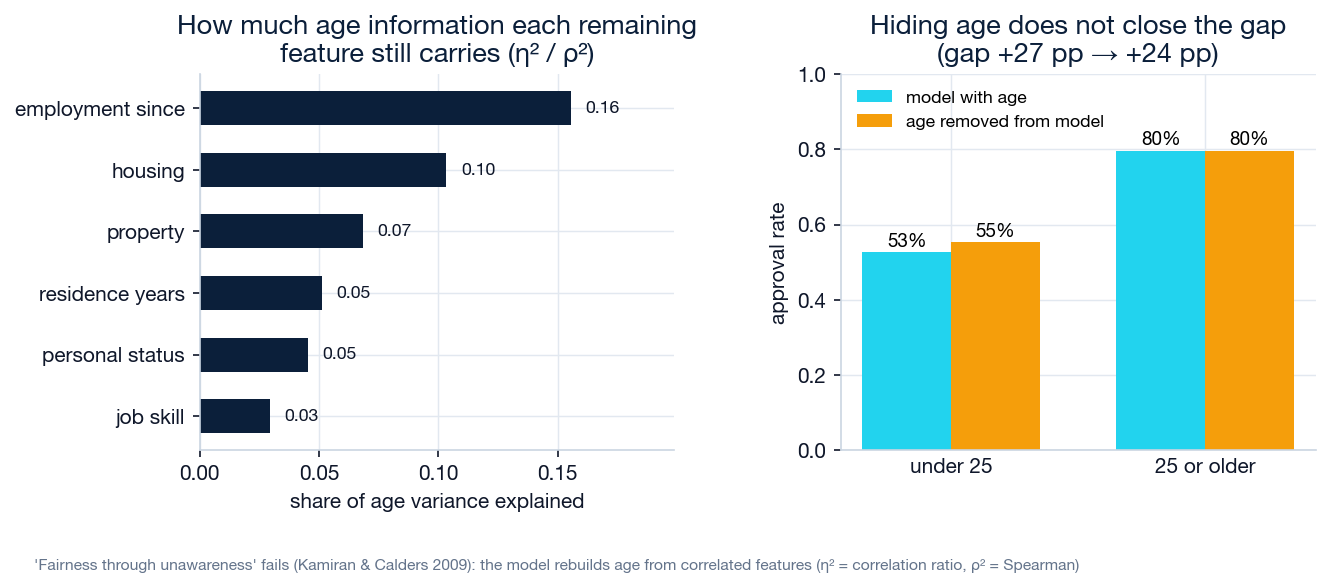 How much age information each remaining
feature still carries (η² / ρ²)
employment since
0.16
housing
0.10
property
0.07
residence years
0.05
personal status
0.05
job skill
0.03
0.00 0.05 0.10 0.15
share of age variance explained
Hiding age does not close the gap
(gap +27 pp → +24 pp)
1.0
0.8
0.6
0.4
0.2
0.0
approval rate
model with age
age removed from model
53% 55% 80% 80%
under 25 25 or older
'Fairness through unawareness' fails (Kamiran & Calders 2009): the model rebuilds age from correlated features (η² = correlation ratio, ρ² = Spearman)